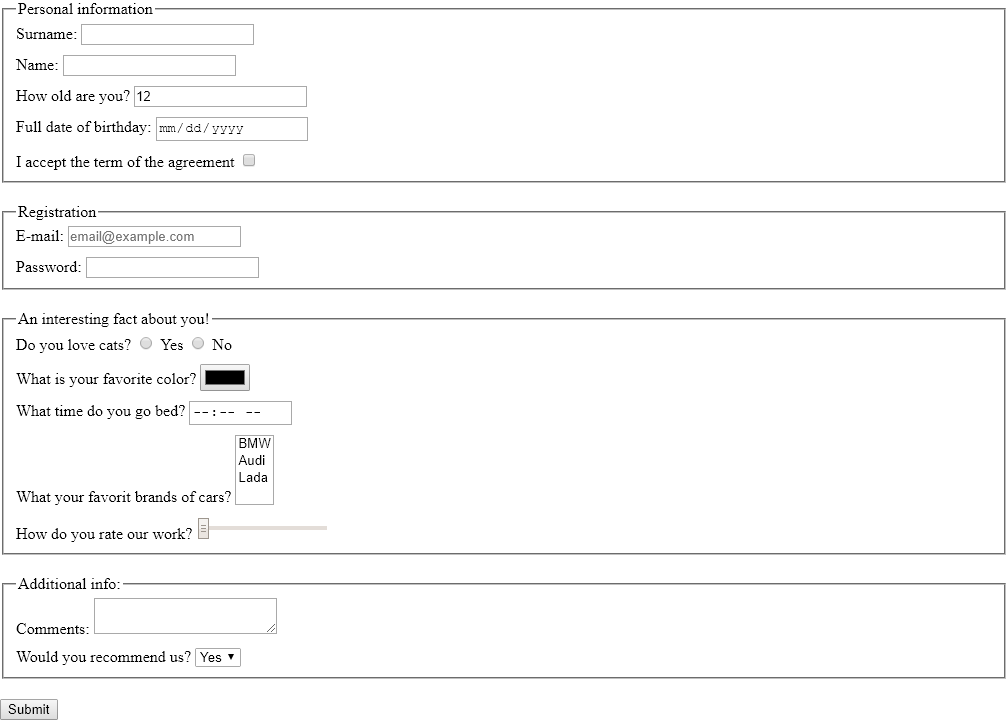 Personal information
Surname:
Name:
How old are you? 12
Full date of birthday: mm/dd/yyyy
I accept the term of the agreement
Registration
E-mail: email@example.com
Password:
An interesting fact about you!
Do you love cats? Yes No
What is your favorite color?
What time do you go bed? --:-- --
BMW
Audi
Lada
What your favorit brands of cars?
How do you rate our work?
Additional info:
Comments:
Would you recommend us? Yes
Submit